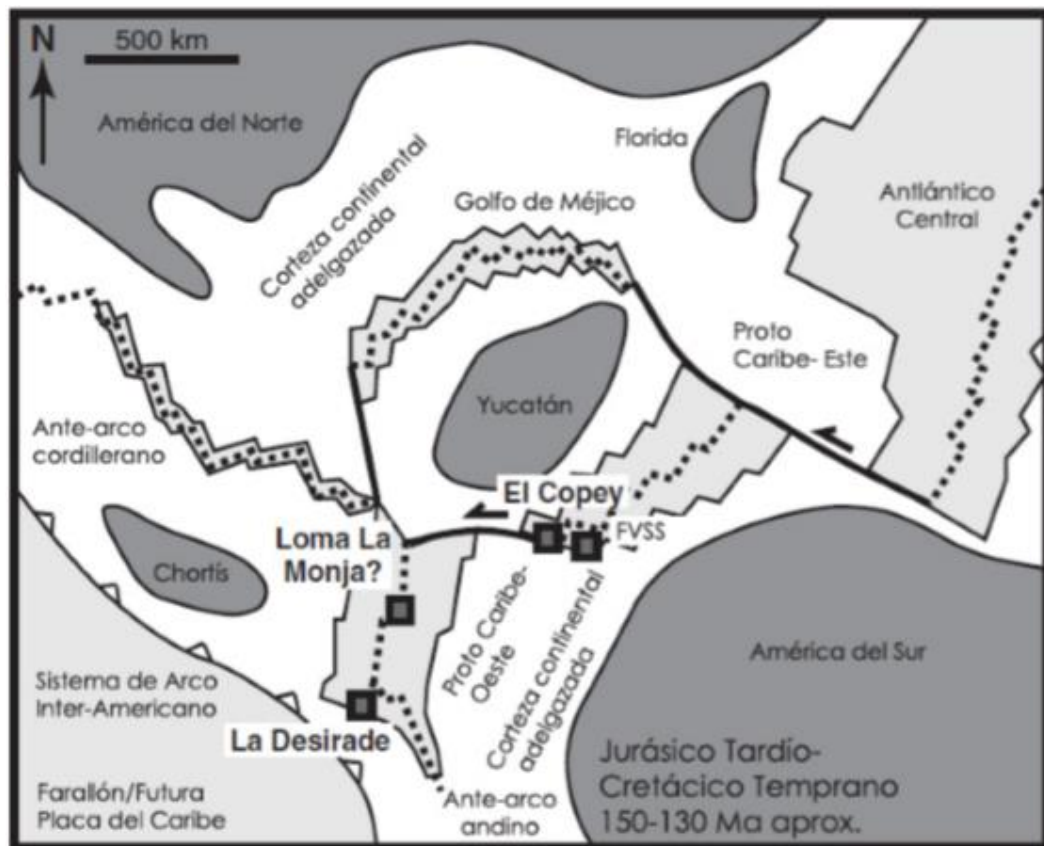 N
500 km
América del Norte
Florida
Antlántico
Central
Golfo de Méjico
Corteza continental
adelgazada
Proto
Caribe- Este
Yucatán
Ante-arco
cordillerano
El Copey
FVSS
Loma La
Monja?
Chortís
Proto Caribe-
Oeste
Corteza continental
adelgazada
América del Sur
Sistema de Arco
Inter-Americano
La Desirade
Jurásico Tardío-
Cretácico Temprano
150-130 Ma aprox.
Farallón/Futura
Placa del Caribe
Ante-arco
andino